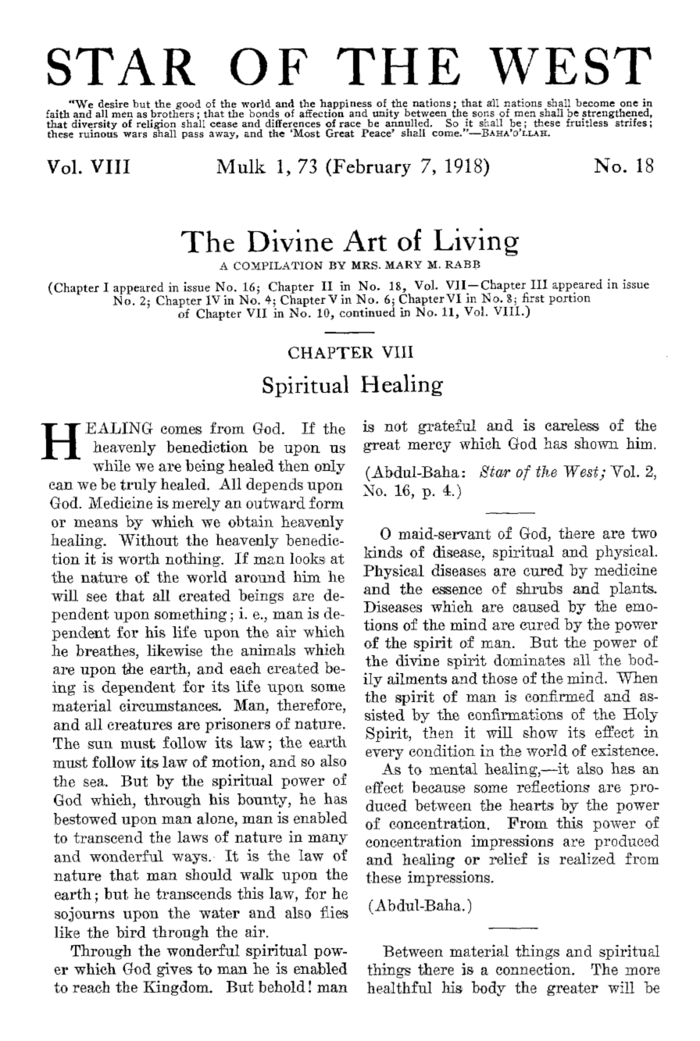 STAR OF THE WEST
"We desire but the good of the world and the happiness of the nations; that all nations shall become one in
faith and all men as brothers; that the bonds of affection and unity between the sons of men shall be strengthened,
that diversity of religion shall cease and differences of race be annulled. So it shall be; these fruitless strifes;
these ruinous wars shall pass away, and the 'Most Great Peace' shall come."—BAHA'O'LLAH.
Vol. VIII Mulk 1, 73 (February 7, 1918) No. 18
The Divine Art of Living
A COMPILATION BY MRS. MARY M. RABB
(Chapter I appeared in issue No. 16; Chapter II in No. 18, Vol. VII—Chapter III appeared in issue
No. 2; Chapter IV in No. 4; Chapter V in No. 6; Chapter VI in No. 8; first portion
of Chapter VII in No. 10, continued in No. 11, Vol. VIII.)
CHAPTER VIII
Spiritual Healing
HEALING comes from God. If the
heavenly benediction be upon us
while we are being healed then only
can we be truly healed. All depends upon
God. Medicine is merely an outward form
or means by which we obtain heavenly
healing. Without the heavenly benedic-
tion it is worth nothing. If man looks at
the nature of the world around him he
will see that all created beings are de-
pendent upon something; i. e., man is de-
pendent for his life upon the air which
he breathes, likewise the animals which
are upon the earth, and each created be-
ing is dependent for its life upon some
material circumstances. Man, therefore,
and all creatures are prisoners of nature.
The sun must follow its law; the earth
must follow its law of motion, and so also
the sea. But by the spiritual power of
God which, through his bounty, he has
bestowed upon man alone, man is enabled
to transcend the laws of nature in many
and wonderful ways. It is the law of
nature that man should walk upon the
earth; but he transcends this law, for he
sojourns upon the water and also flies
like the bird through the air.
Through the wonderful spiritual pow-
er which God gives to man he is enabled
to reach the Kingdom. But behold! man
is not grateful and is careless of the
great mercy which God has shown him.
(Abdul-Baha: Star of the West; Vol. 2,
No. 16, p. 4.)
O maid-servant of God, there are two
kinds of disease, spiritual and physical.
Physical diseases are cured by medicine
and the essence of shrubs and plants.
Diseases which are caused by the emo-
tions of the mind are cured by the power
of the spirit of man. But the power of
the divine spirit dominates all the bod-
ily ailments and those of the mind. When
the spirit of man is confirmed and as-
sisted by the confirmations of the Holy
Spirit, then it will show its effect in
every condition in the world of existence.
As to mental healing,—it also has an
effect because some reflections are pro-
duced between the hearts by the power
of concentration. From this power of
concentration impressions are produced
and healing or relief is realized from
these impressions.
(Abdul-Baha.)
Between material things and spiritual
things there is a connection. The more
healthful his body the greater will be